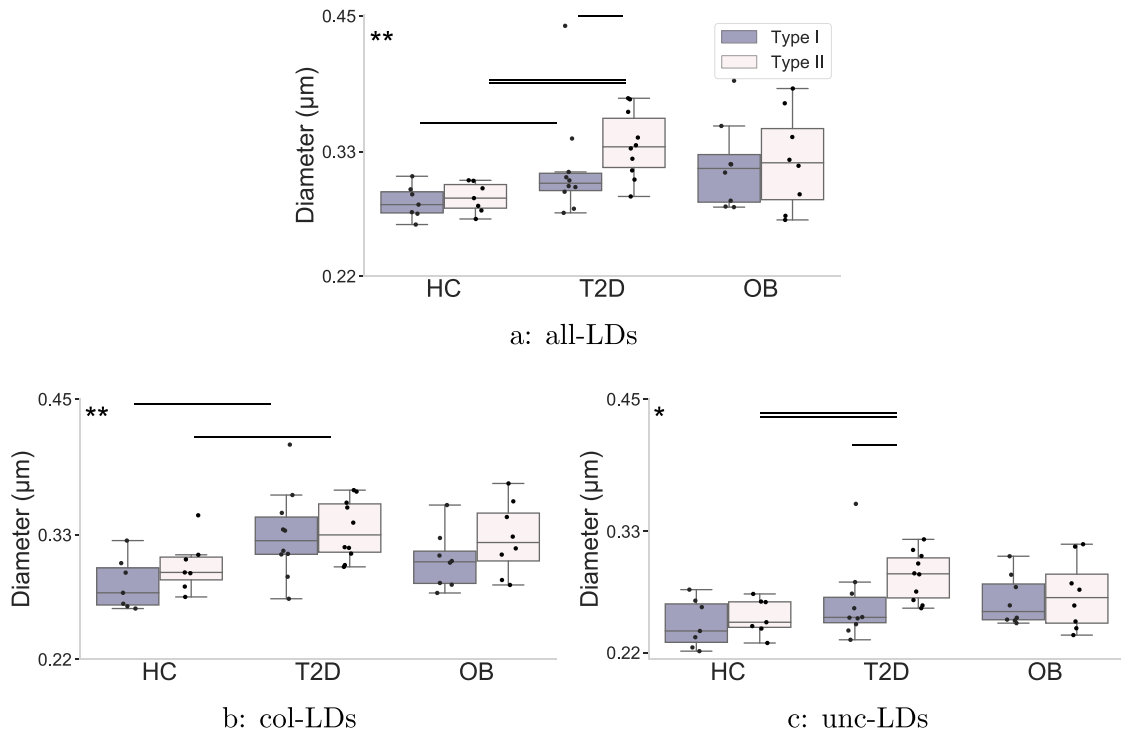 0.45
**
Type I
Type II
Diameter (μm)
0.33
0.22
HC T2D OB
a: all-LDs
0.45
**
Diameter (μm)
0.33
0.22
HC T2D OB
b: col-LDs
0.45
*
Diameter (μm)
0.33
0.22
HC T2D OB
c: unc-LDs